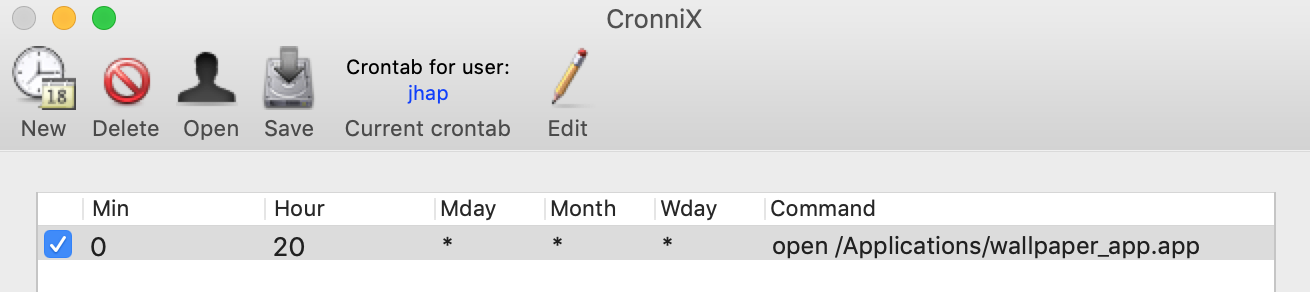 CronniX
18
Crontab for user:
jhap
New Delete Open Save Current crontab Edit
Min Hour Mday Month Wday Command
0 20 * * * open /Applications/wallpaper_app.app